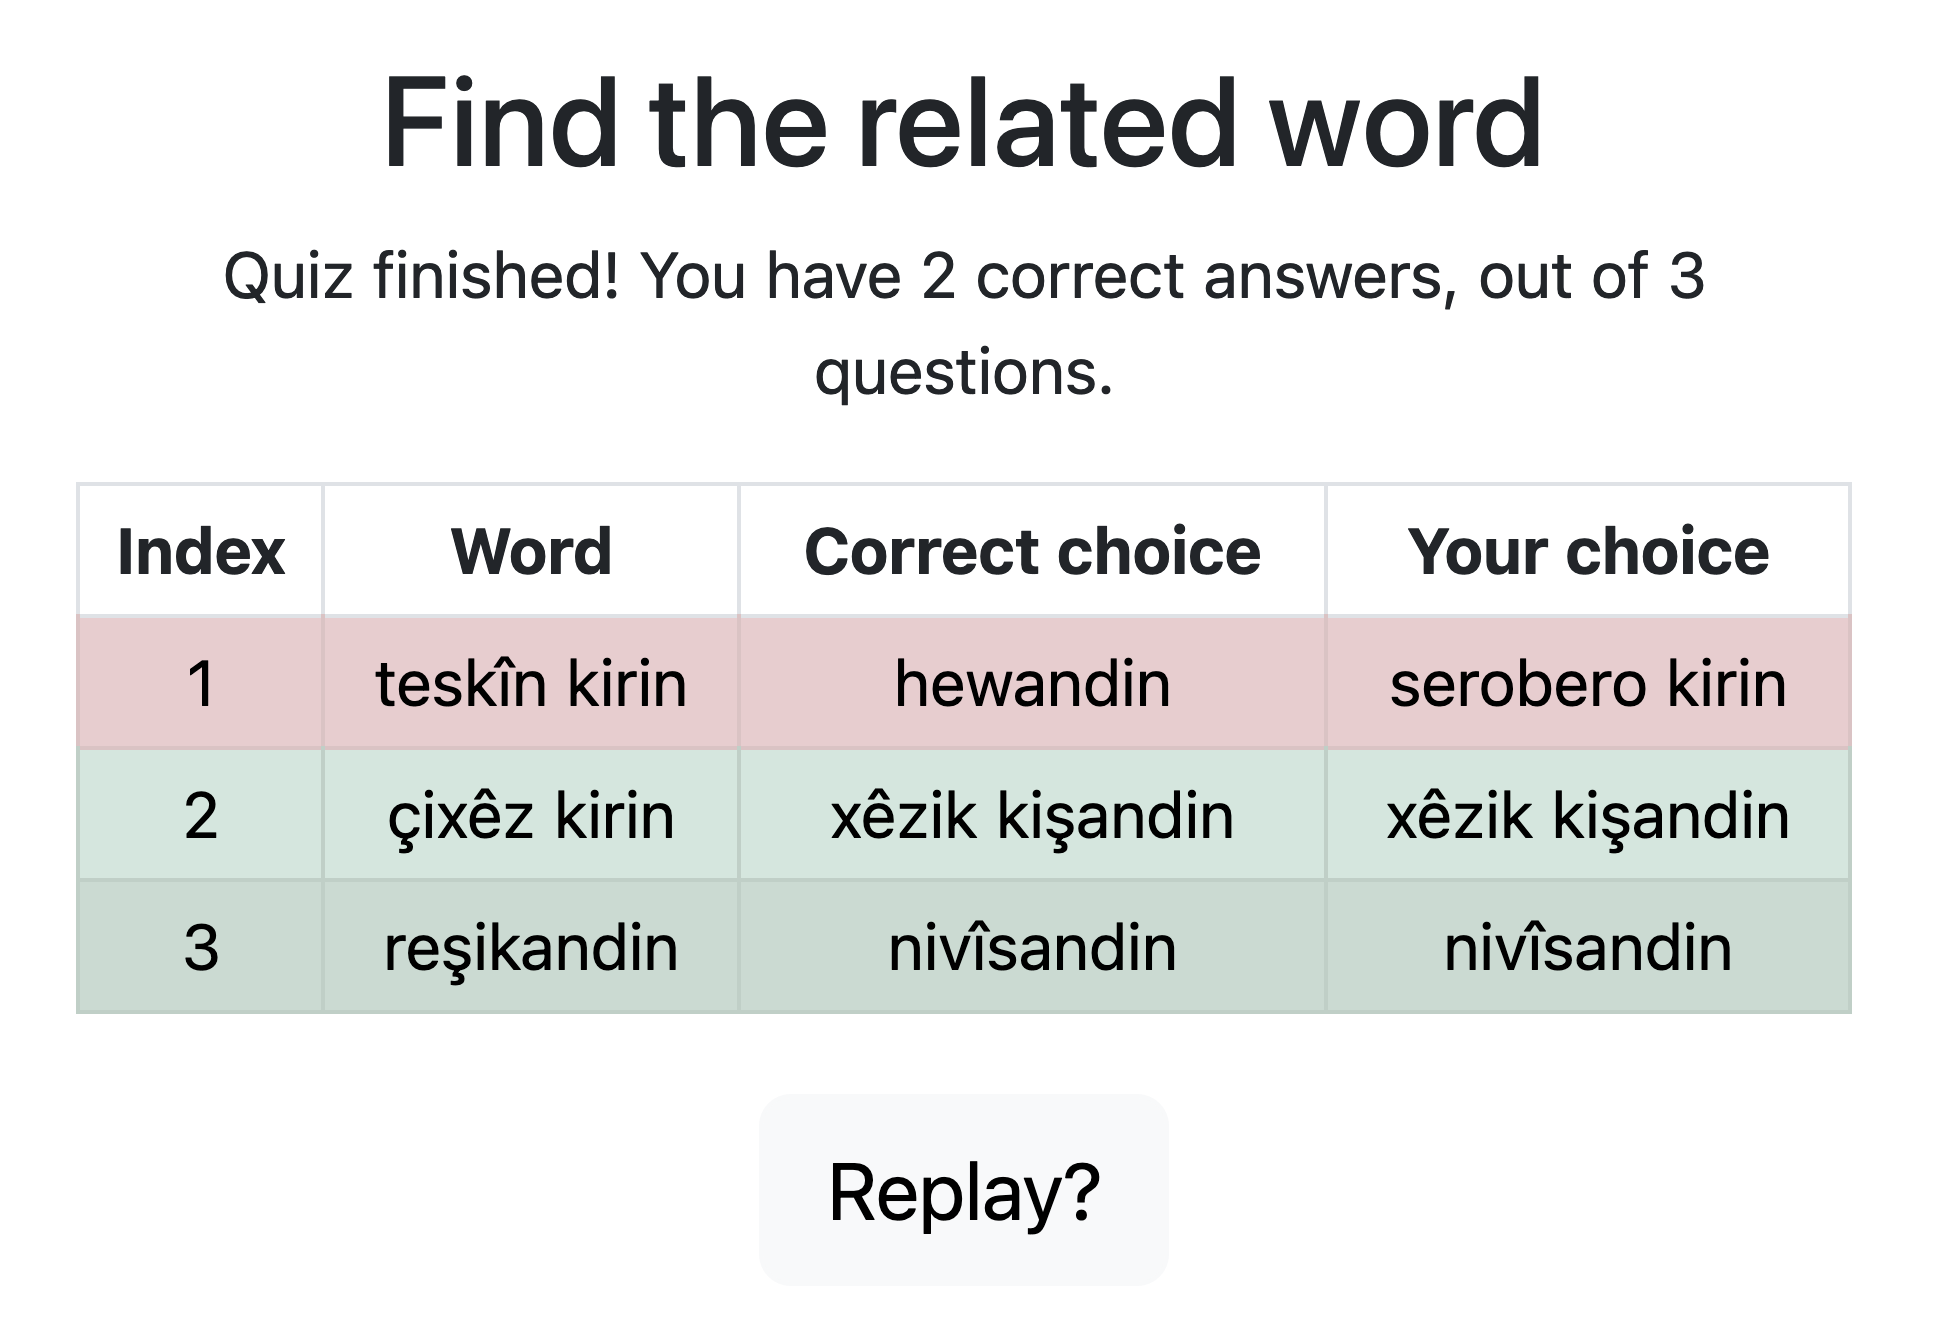 Find the related word
Quiz finished! You have 2 correct answers, out of 3
questions.
Index Word Correct choice Your choice
1 teskîn kirin hewandin serobero kirin
2 çixêz kirin xêzik kişandin xêzik kişandin
3 reşikandin nivîsandin nivîsandin
Replay?